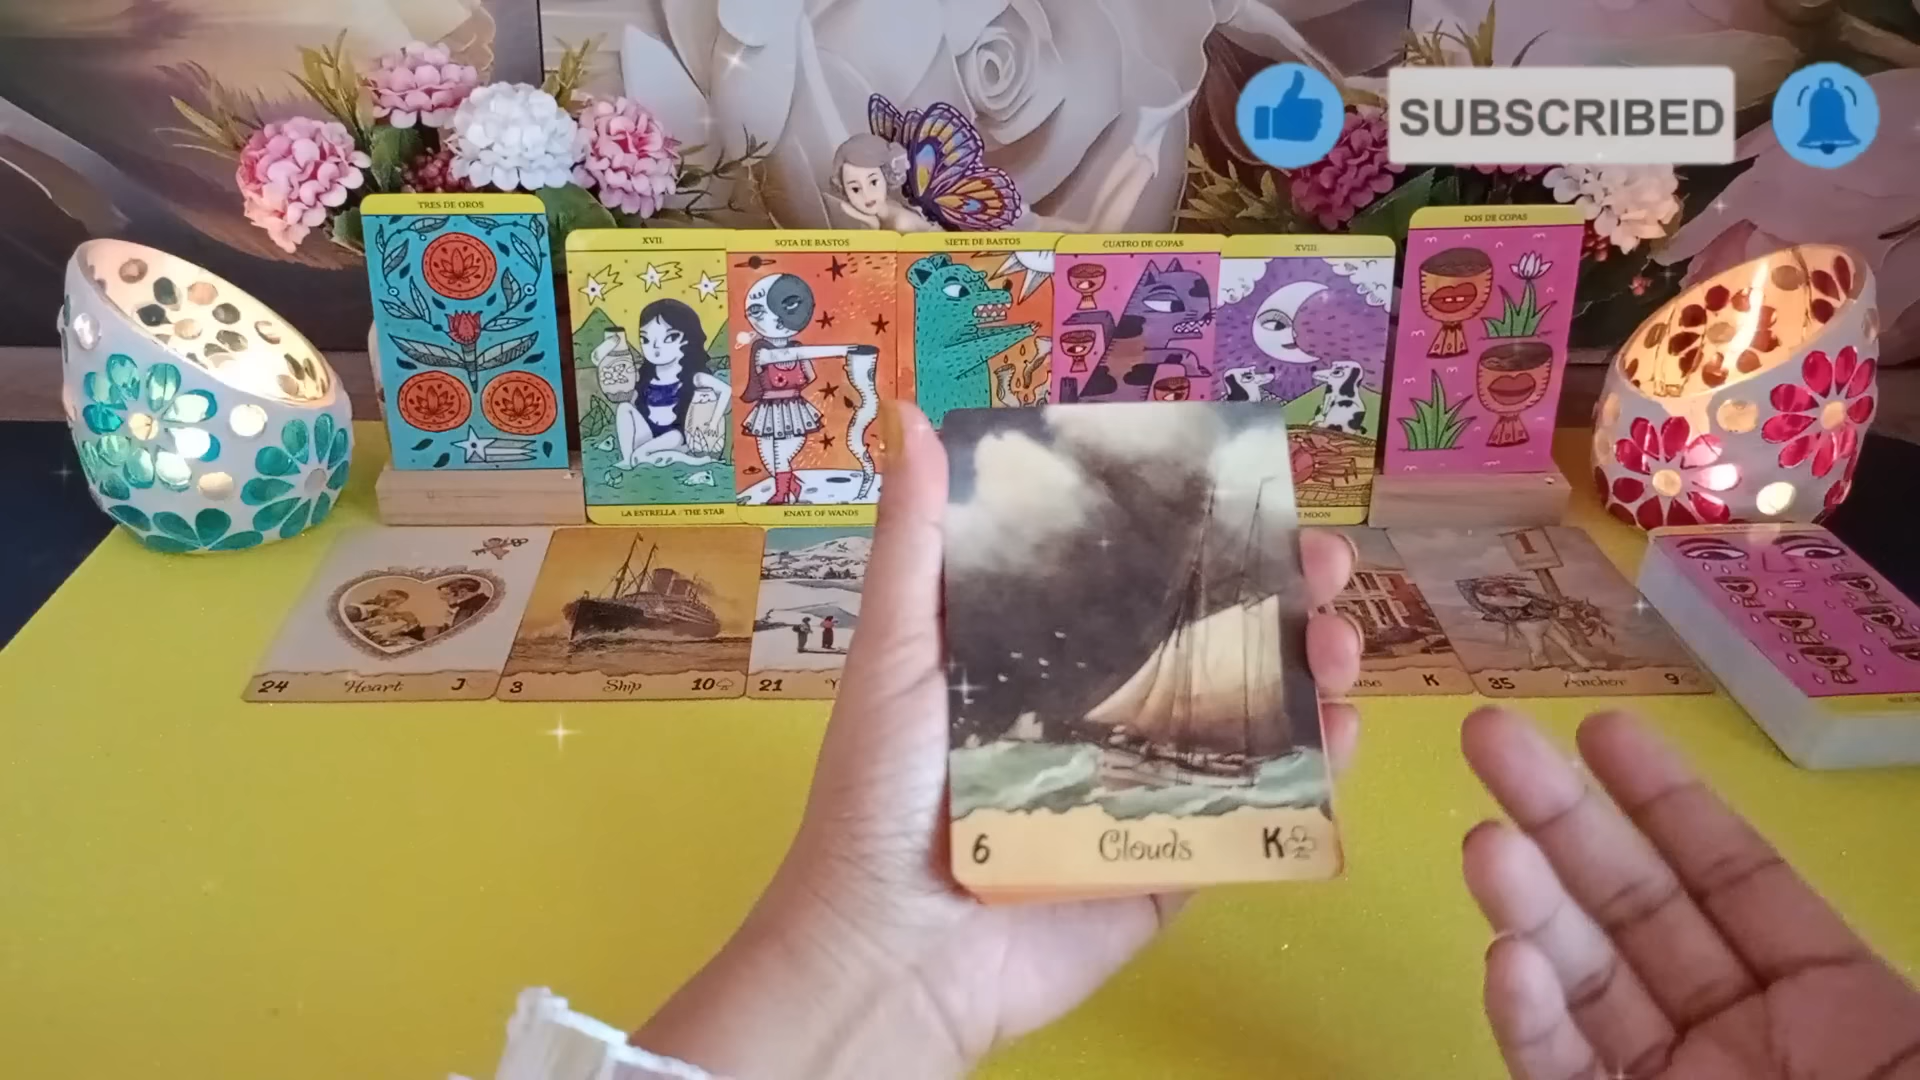 SUBSCRIBED
TRES DE OROS
XVII
SOTA DE BASTOS
SIETE DE BASTOS
CUATRO DE COPAS
XVIII
DOS DE COPAS
LA ESTRELLA / THE STAR
KNAVE OF WANDS
MOON
24 Heart J
3 Ship 10
21
K
1
35 Anchor 9
6 Clouds K